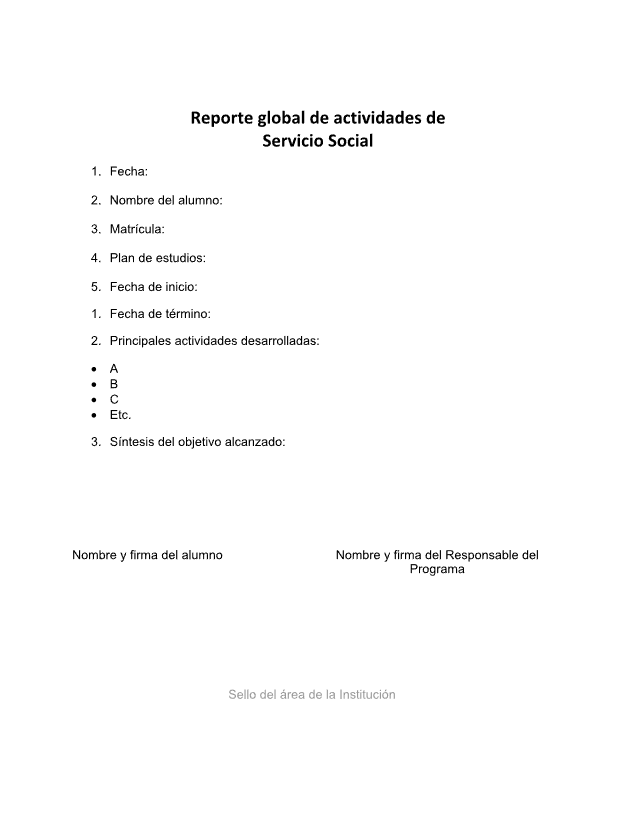 Reporte global de actividades de
Servicio Social
1. Fecha:
2. Nombre del alumno:
3. Matrícula:
4. Plan de estudios:
5. Fecha de inicio:
1. Fecha de término:
2. Principales actividades desarrolladas:
• A
• B
• C
• Etc.
3. Síntesis del objetivo alcanzado:
Nombre y firma del alumno
Nombre y firma del Responsable del
Programa
Sello del área de la Institución